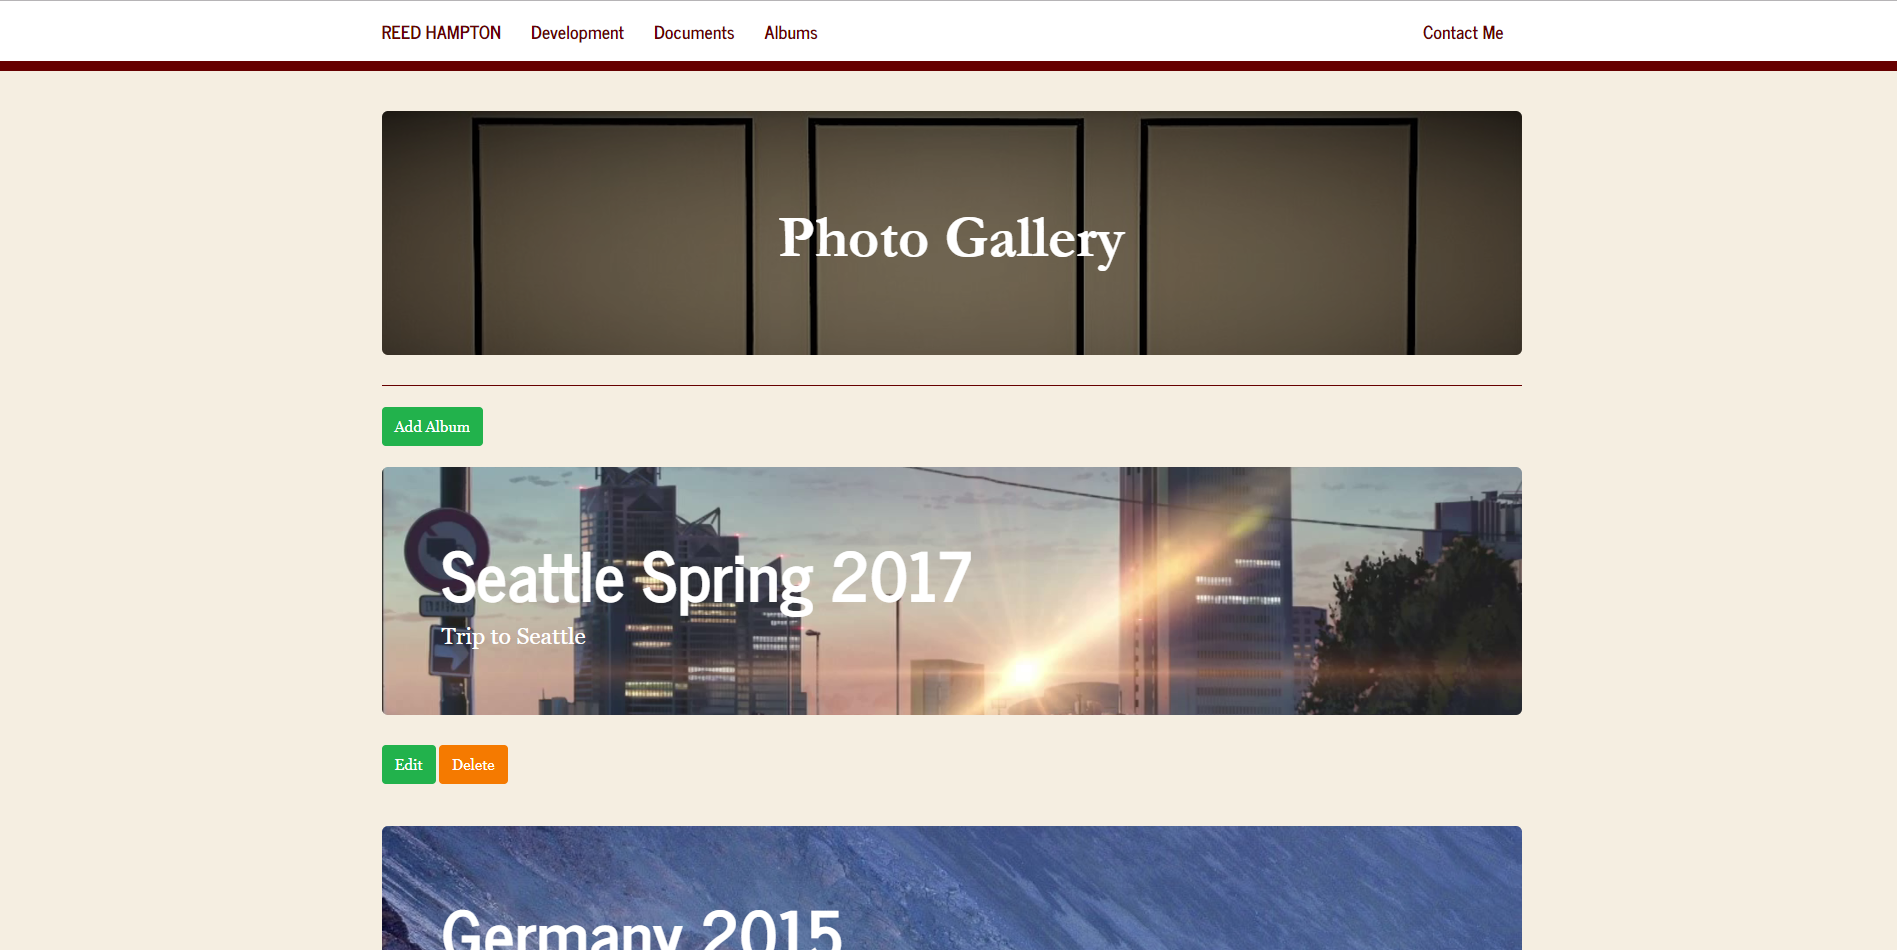 REED HAMPTON Development Documents Albums Contact Me
Photo Gallery
Add Album
Seattle Spring 2017
Trip to Seattle
Edit Delete
Germany 2015